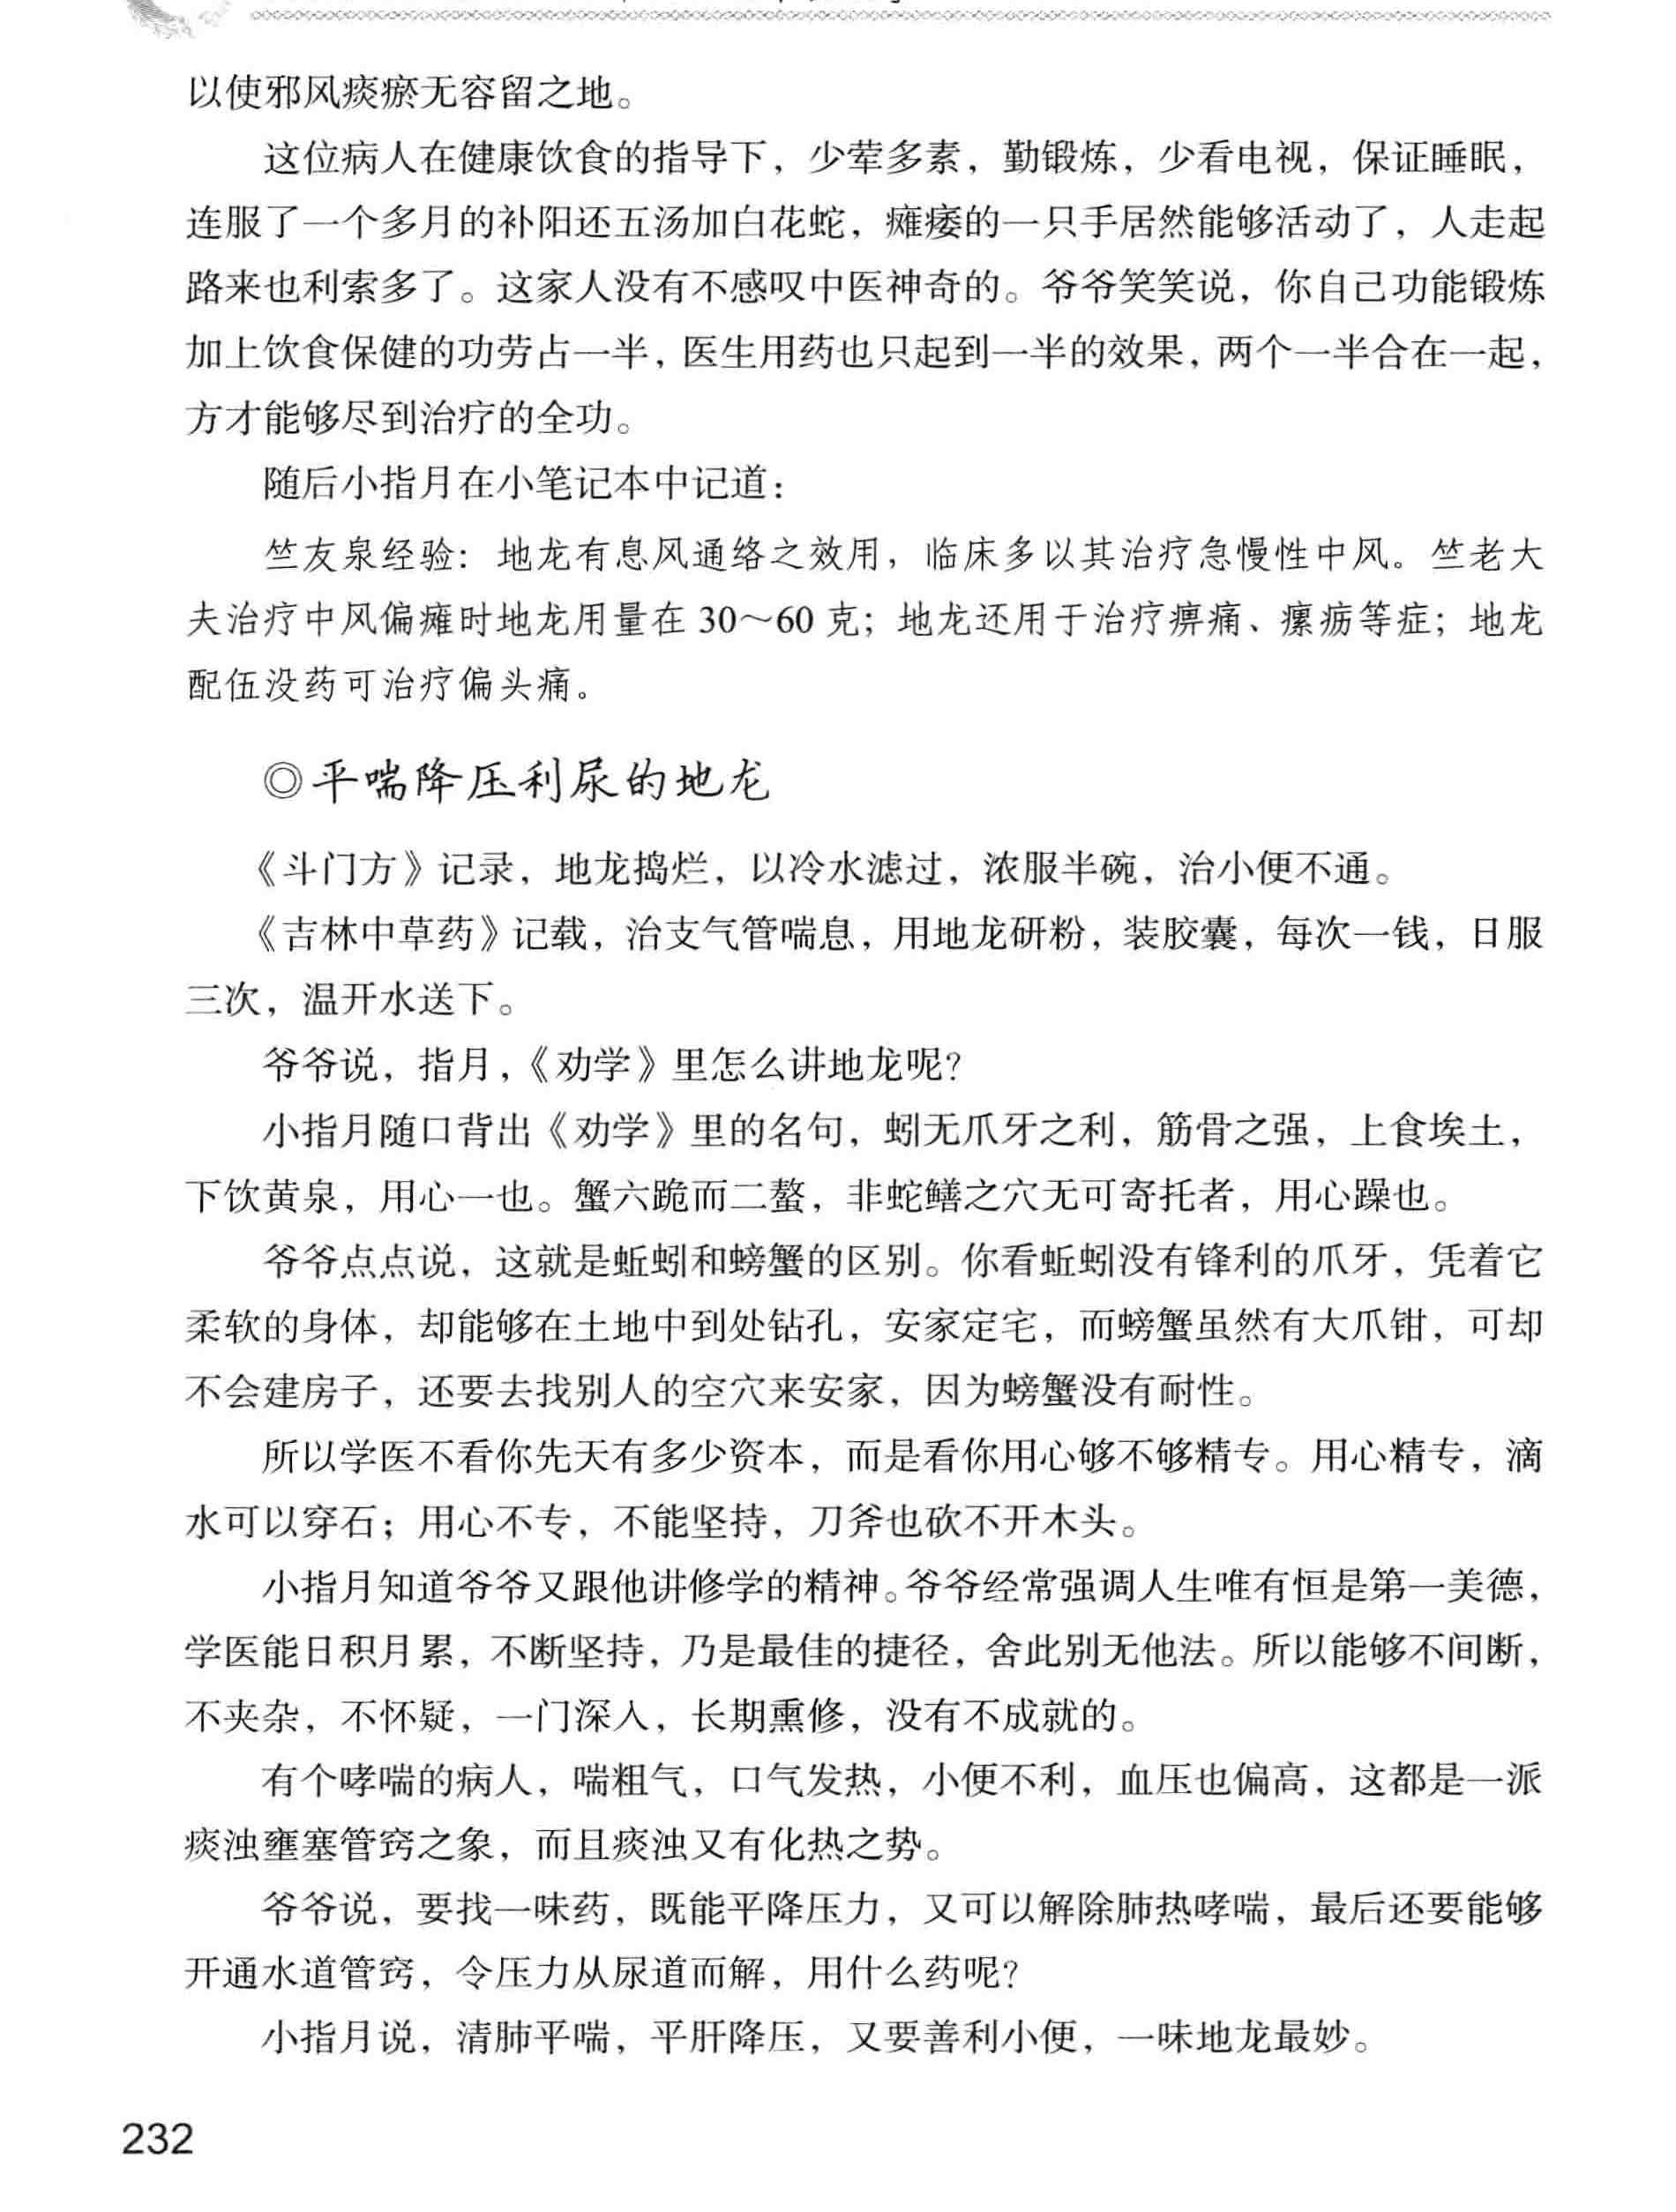 以使邪风痰瘀无容留之地。
这位病人在健康饮食的指导下，少荤多素，勤锻炼，少看电视，保证睡眠，
连服了一个多月的补阳还五汤加白花蛇，瘫痿的一只手居然能够活动了，人走起
路来也利索多了。这家人没有不感叹中医神奇的。爷爷笑笑说，你自己功能锻炼
加上饮食保健的功劳占一半，医生用药也只起到一半的效果，两个一半合在一起，
方才能够尽到治疗的全功。
随后小指月在小笔记本中记道：
竺友泉经验：地龙有息风通络之效用，临床多以其治疗急慢性中风。竺老大
夫治疗中风偏瘫时地龙用量在 30～60 克；地龙还用于治疗痹痛、瘰疬等症；地龙
配伍没药可治疗偏头痛。
◎平喘降压利尿的地龙
《斗门方》记录，地龙捣烂，以冷水滤过，浓服半碗，治小便不通。
《吉林中草药》记载，治支气管喘息，用地龙研粉，装胶囊，每次一钱，日服
三次，温开水送下。
爷爷说，指月，《劝学》里怎么讲地龙呢？
小指月随口背出《劝学》里的名句，蚓无爪牙之利，筋骨之强，上食埃土，
下饮黄泉，用心一也。蟹六跪而二螯，非蛇鳝之穴无可寄托者，用心躁也。
爷爷点点说，这就是蚯蚓和螃蟹的区别。你看蚯蚓没有锋利的爪牙，凭着它
柔软的身体，却能够在土地中到处钻孔，安家定宅，而螃蟹虽然有大爪钳，可却
不会建房子，还要去找别人的空穴来安家，因为螃蟹没有耐性。
所以学医不看你先天有多少资本，而是看你用心够不够精专。用心精专，滴
水可以穿石；用心不专，不能坚持，刀斧也砍不开木头。
小指月知道爷爷又跟他讲修学的精神。爷爷经常强调人生唯有恒是第一美德，
学医能日积月累，不断坚持，乃是最佳的捷径，舍此别无他法。所以能够不间断，
不夹杂，不怀疑，一门深入，长期熏修，没有不成就的。
有个哮喘的病人，喘粗气，口气发热，小便不利，血压也偏高，这都是一派
痰浊壅塞管窍之象，而且痰浊又有化热之势。
爷爷说，要找一味药，既能平降压力，又可以解除肺热哮喘，最后还要能够
开通水道管窍，令压力从尿道而解，用什么药呢？
小指月说，清肺平喘，平肝降压，又要善利小便，一味地龙最妙。
232